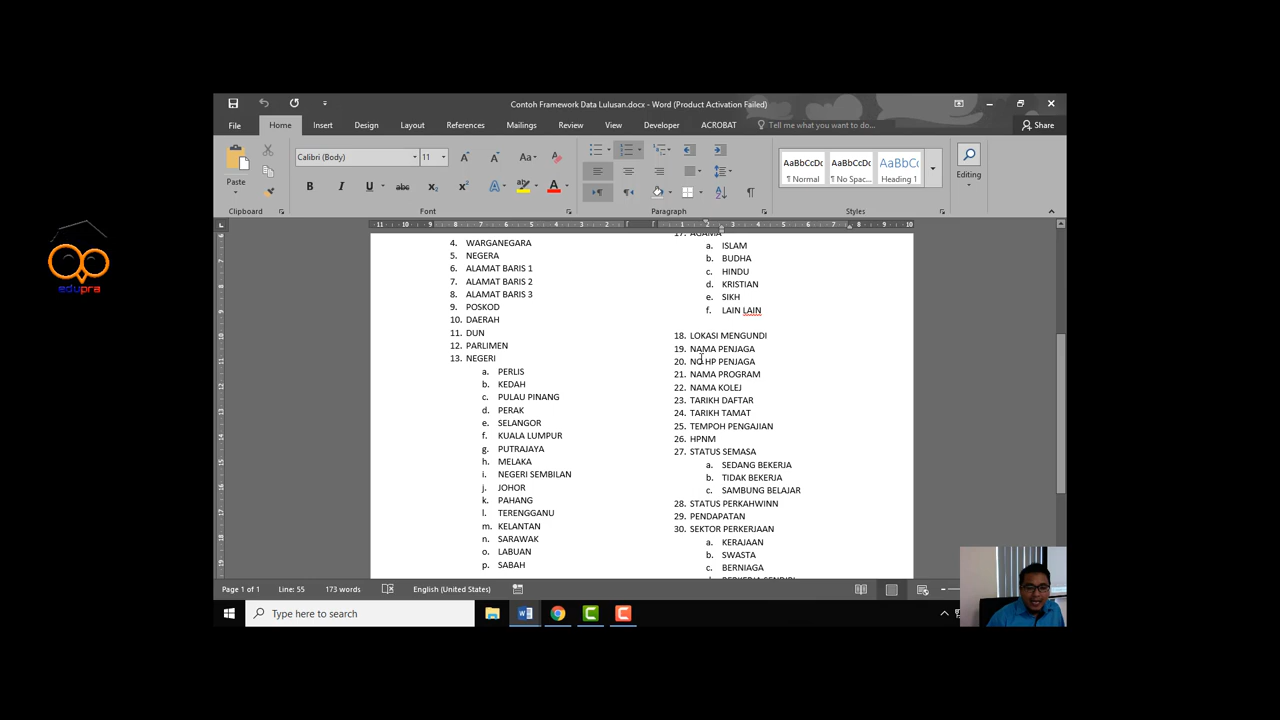 Contoh Framework Data Lulusan.docx - Word (Product Activation Failed)
File Home Insert Design Layout References Mailings Review View Developer ACROBAT Tell me what you want to do... Share
Calibri (Body) 11
Aa
AaBbCcDc AaBbCcDc AaBbCc
Paste
¶ Normal ¶ No Spac... Heading 1
Editing
Clipboard Font Paragraph Styles
4. WARGANEGARA
5. NEGERA
6. ALAMAT BARIS 1
7. ALAMAT BARIS 2
8. ALAMAT BARIS 3
9. POSKOD
10. DAERAH
11. DUN
12. PARLIMEN
13. NEGERI
a. PERLIS
b. KEDAH
c. PULAU PINANG
d. PERAK
e. SELANGOR
f. KUALA LUMPUR
g. PUTRAJAYA
h. MELAKA
i. NEGERI SEMBILAN
j. JOHOR
k. PAHANG
l. TERENGGANU
m. KELANTAN
n. SARAWAK
o. LABUAN
p. SABAH
17. AGAMA
a. ISLAM
b. BUDHA
c. HINDU
d. KRISTIAN
e. SIKH
f. LAIN LAIN
18. LOKASI MENGUNDI
19. NAMA PENJAGA
20. NO HP PENJAGA
21. NAMA PROGRAM
22. NAMA KOLEJ
23. TARIKH DAFTAR
24. TARIKH TAMAT
25. TEMPOH PENGAJIAN
26. HPNM
27. STATUS SEMASA
a. SEDANG BEKERJA
b. TIDAK BEKERJA
c. SAMBUNG BELAJAR
28. STATUS PERKAHWINN
29. PENDAPATAN
30. SEKTOR PERKERJAAN
a. KERAJAAN
b. SWASTA
c. BERNIAGA
Page 1 of 1 Line: 55 173 words English (United States)
Type here to search
edupra